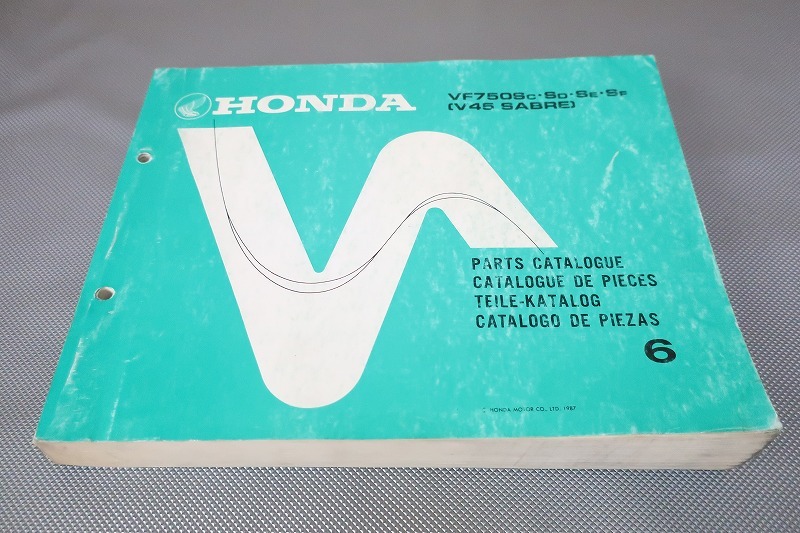 HONDA
VF750SC·SD·SE·SF
(V45 SABRE)
PARTS CATALOGUE
CATALOGUE DE PIECES
TEILE-KATALOG
CATALOGO DE PIEZAS
6
© HONDA MOTOR CO., LTD. 1987